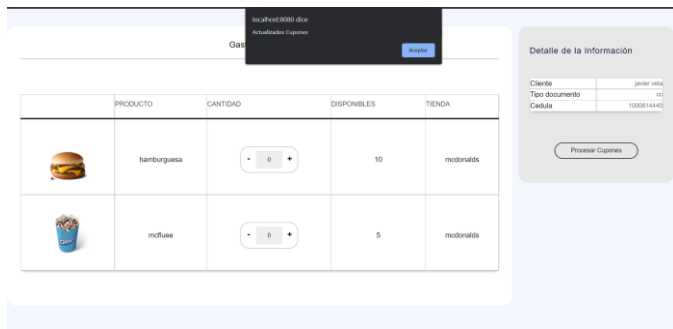 localhost:8080 dice
Actualizados Cupones
Aceptar
Gas
PRODUCTO CANTIDAD DISPONIBLES TIENDA
hamburguesa - 0 + 10 mcdonalds
mcfluee - 0 + 5 mcdonalds
Detalle de la Información
Cliente javier vela
Tipo documento cc
Cedula
Procesar Cupones